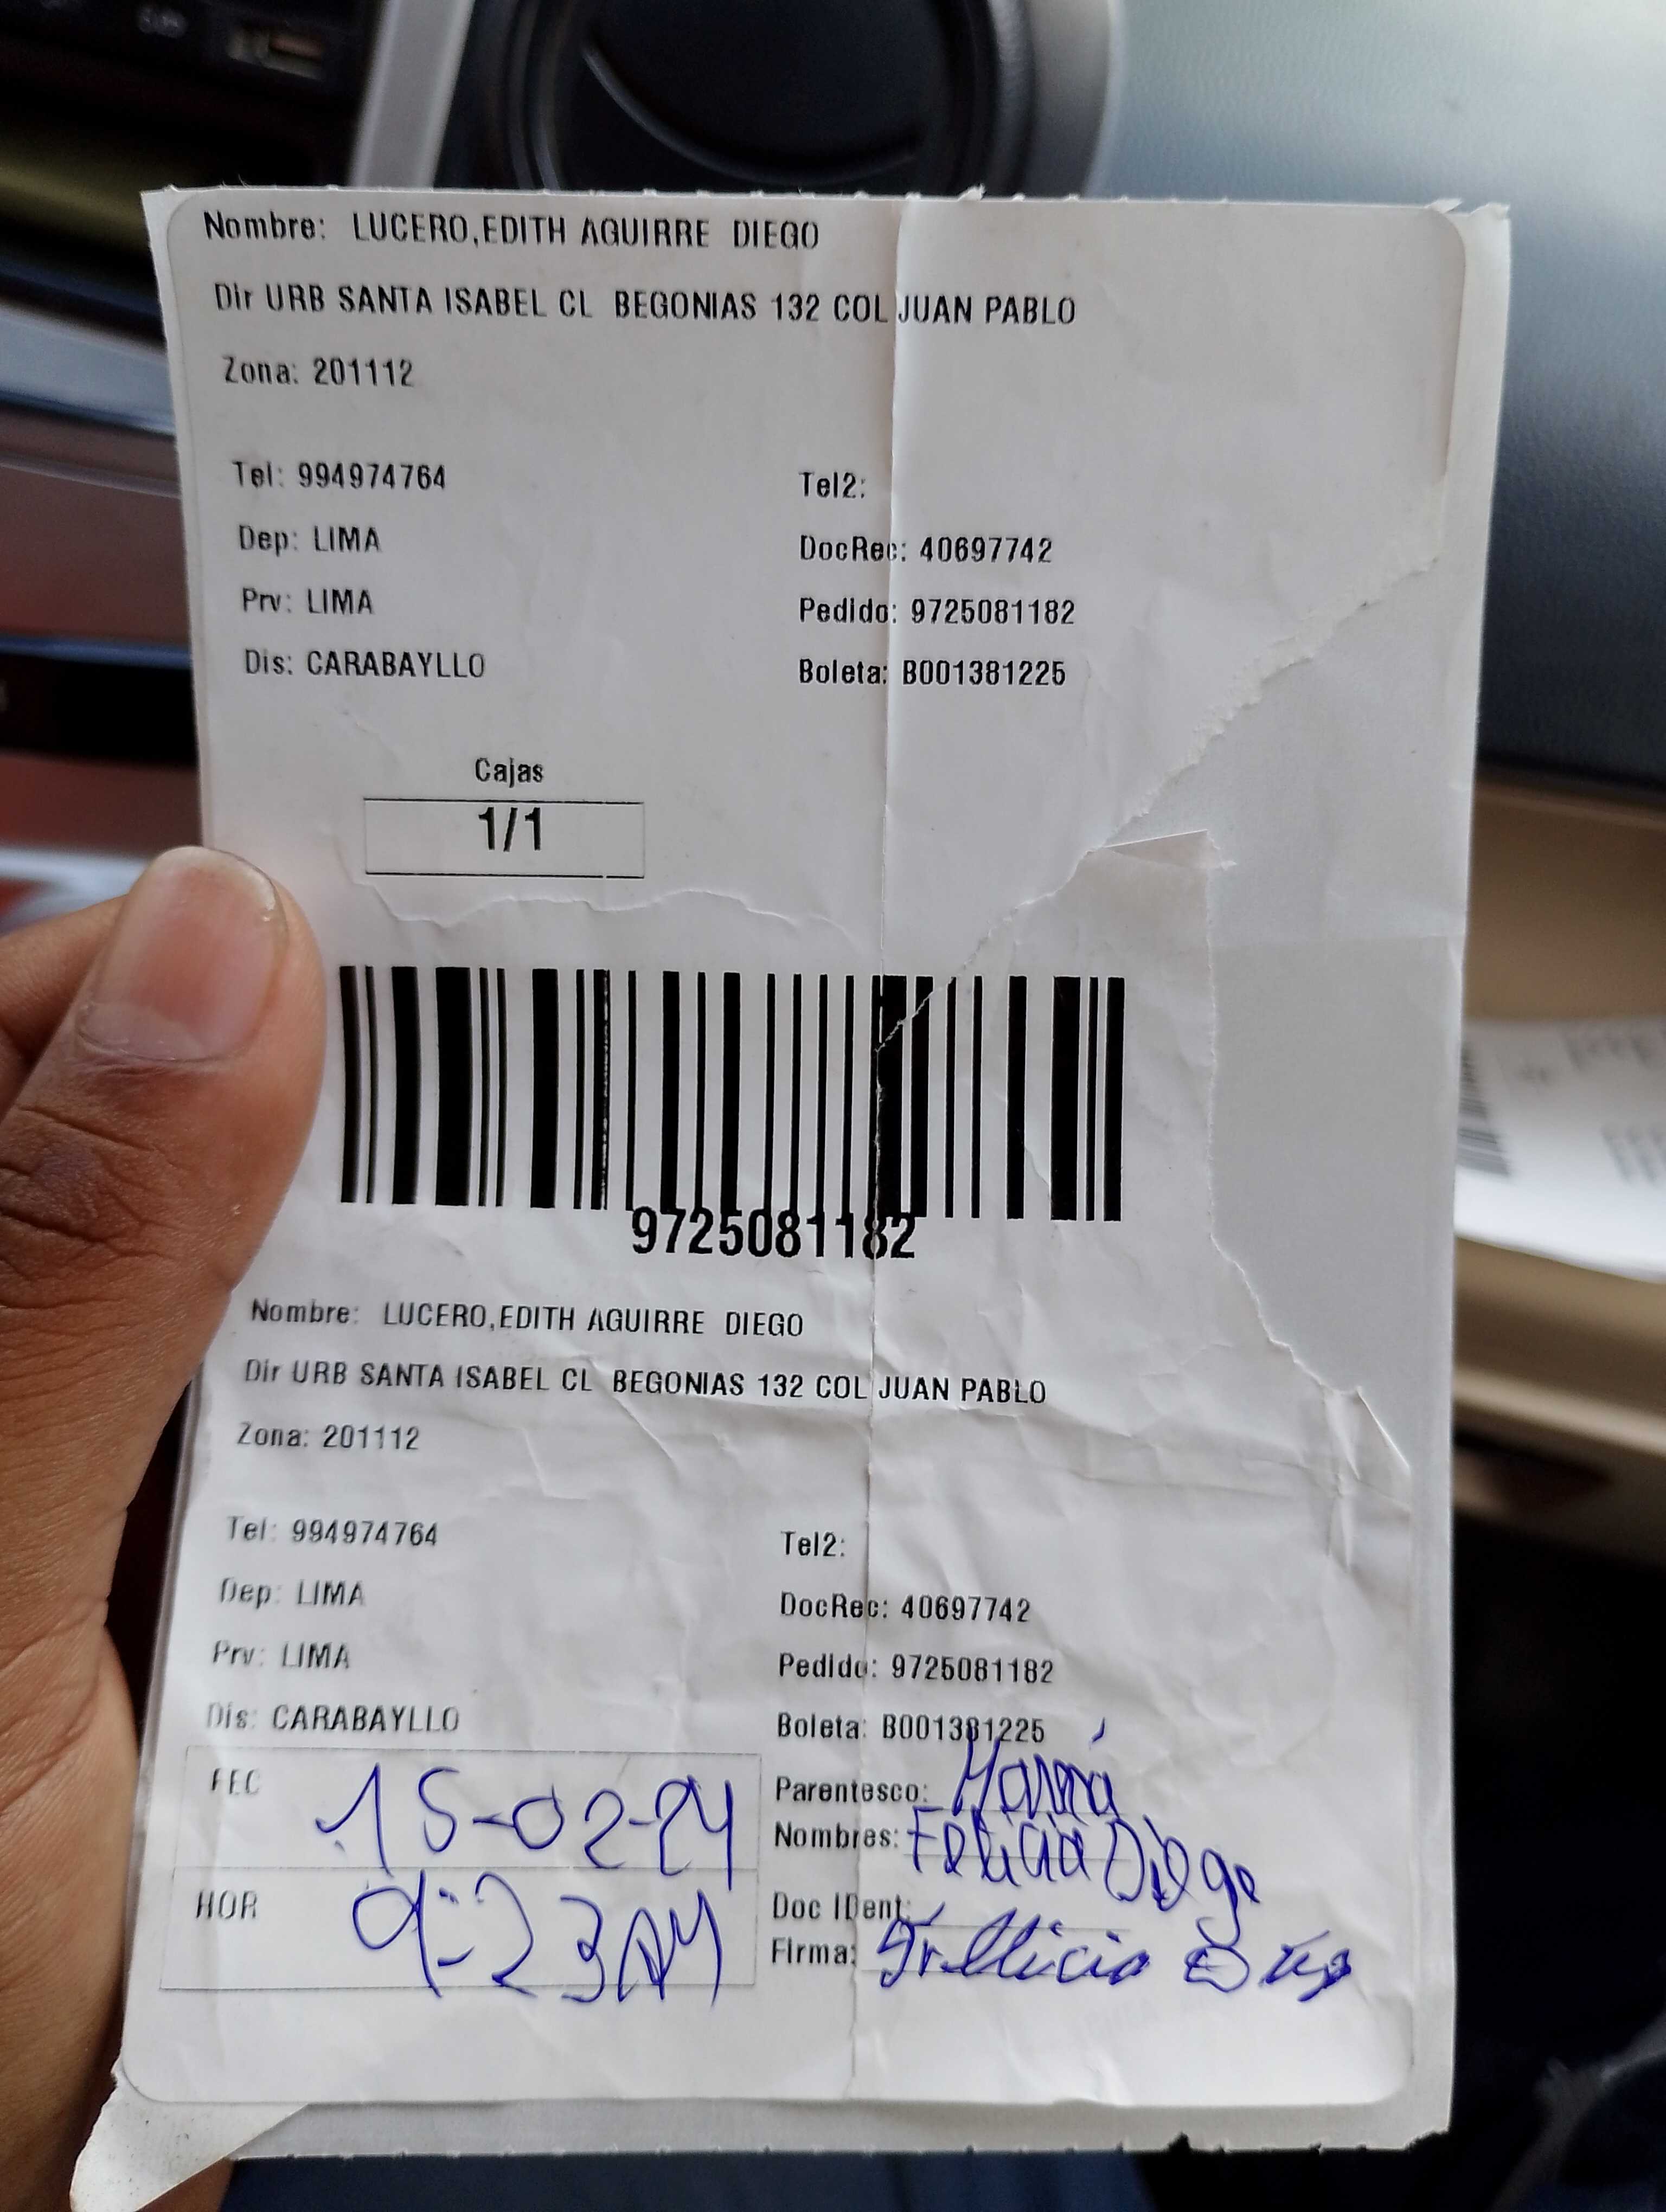 Nombre: LUCERO,EDITH AGUIRRE DIEGO
Dir URB SANTA ISABEL CL BEGONIAS 132 COL JUAN PABLO
Zona: 201112
Tel: 994974764 Tel2:
Dep: LIMA DocRec: 40697742
Prv: LIMA Pedido: 9725081182
Dis: CARABAYLLO Boleta: B001381225
Cajas
1/1
9725081182
Nombre: LUCERO,EDITH AGUIRRE DIEGO
Dir URB SANTA ISABEL CL BEGONIAS 132 COL JUAN PABLO
Zona: 201112
Tel: 994974764 Tel2:
Dep: LIMA DocRec: 40697742
Prv: LIMA Pedido: 9725081182
Dis: CARABAYLLO Boleta: B001381225
FEC 15-02-24 Parentesco: Mamá
Nombres: Felicia Diego
HOR 9:23AM Doc IDent:
Firma: